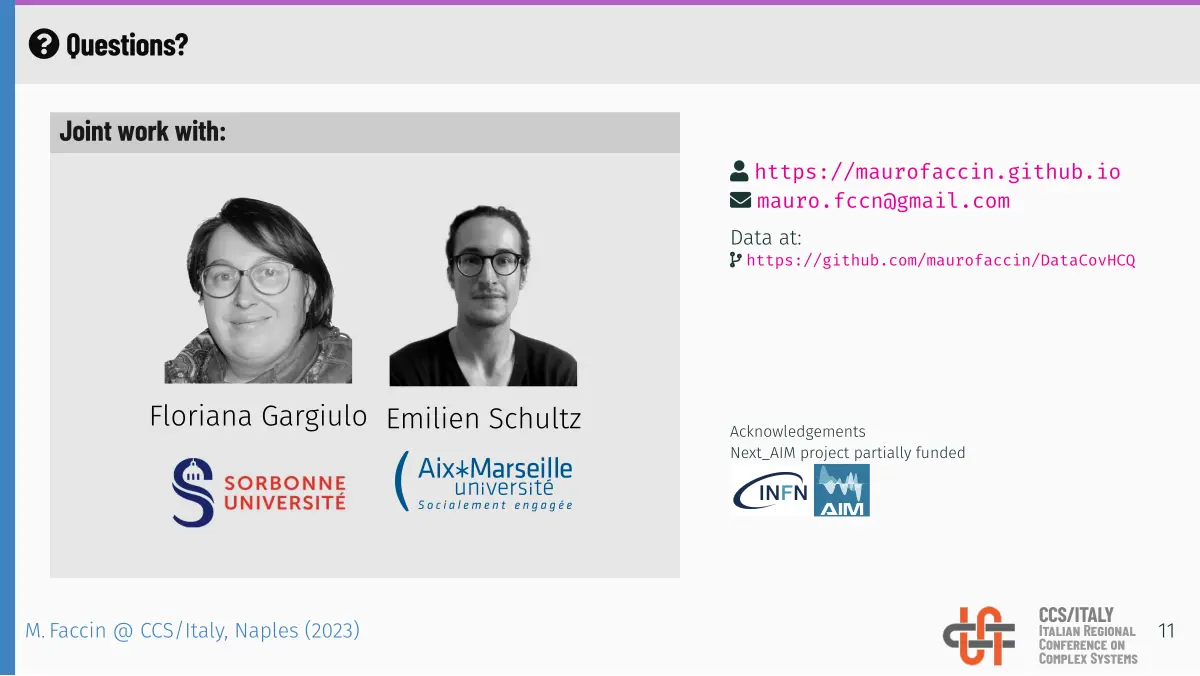 Questions?
Joint work with:
Floriana Gargiulo
SORBONNE
UNIVERSITÉ
Emilien Schultz
Aix*Marseille
université
Socialement engagée
https://maurofaccin.github.io
mauro.fccn@gmail.com
Data at:
https://github.com/maurofaccin/DataCovHCQ
Acknowledgements
Next_AIM project partially funded
INFN
AIM
M. Faccin @ CCS/Italy, Naples (2023)
CCS/ITALY
ITALIAN REGIONAL
CONFERENCE ON
COMPLEX SYSTEMS
11